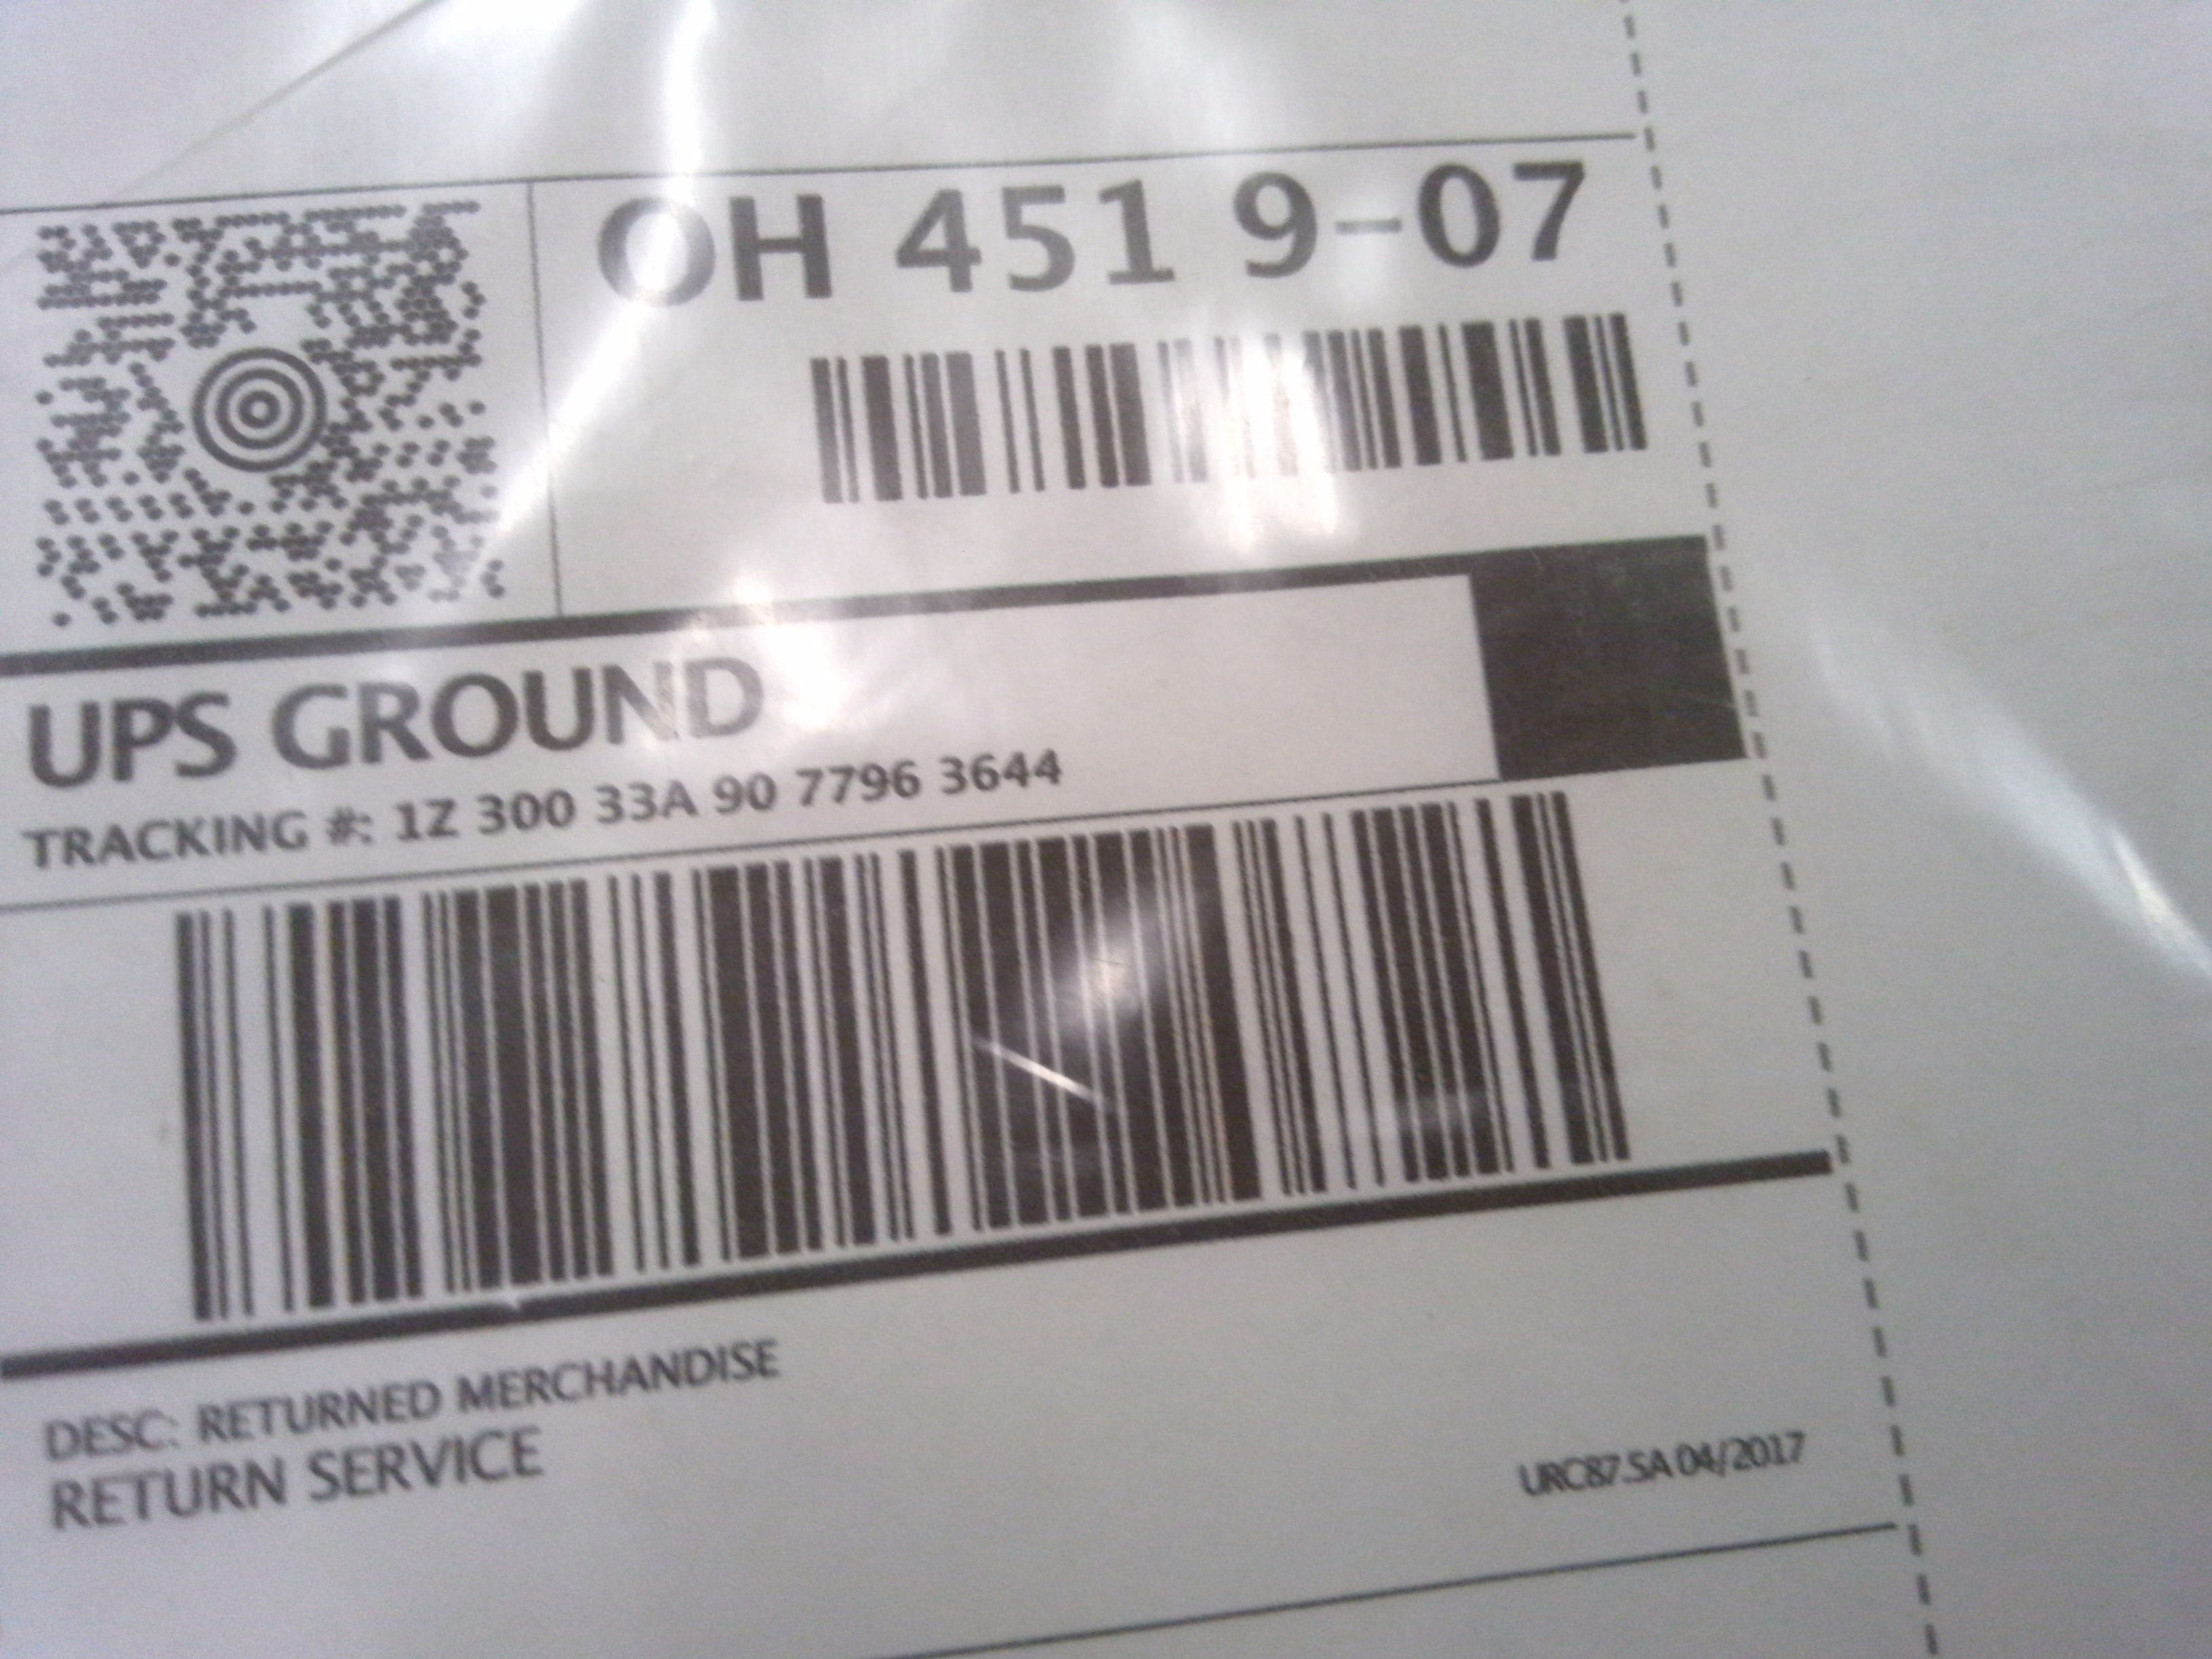 OH 451 9-07
UPS GROUND
TRACKING #: 1Z 300 33A 90 7796 3644
DESC: RETURNED MERCHANDISE
RETURN SERVICE
URC87.SA 04/2017